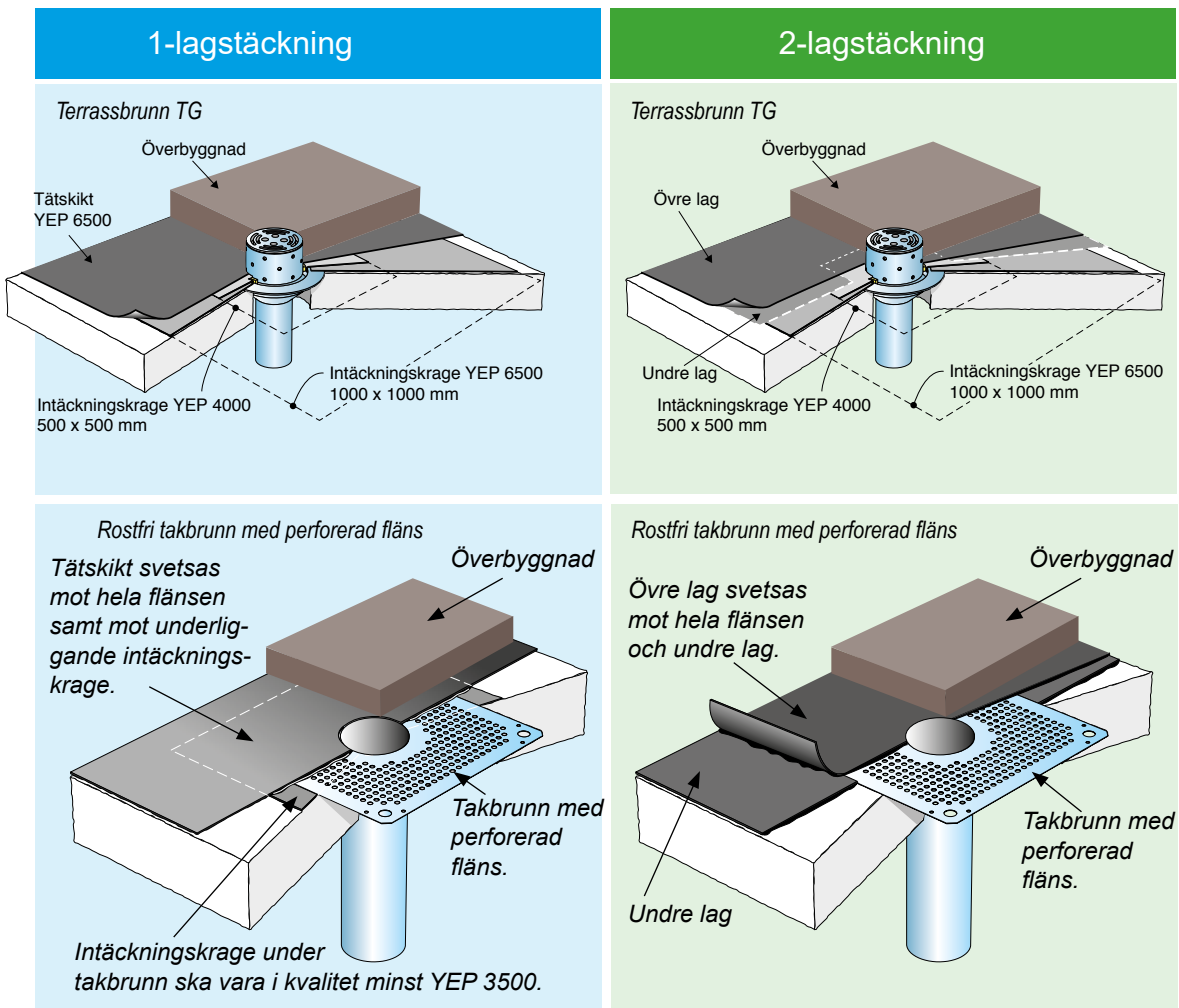 1-lagstäckning
2-lagstäckning
Terrassbrunn TG
Överbyggnad
Tätskikt
YEP 6500
Intäckningskrage YEP 6500
1000 x 1000 mm
Intäckningskrage YEP 4000
500 x 500 mm
Terrassbrunn TG
Överbyggnad
Övre lag
Undre lag
Intäckningskrage YEP 6500
1000 x 1000 mm
Intäckningskrage YEP 4000
500 x 500 mm
Rostfri takbrunn med perforerad fläns
Tätskikt svetsas
mot hela flänsen
samt mot underlig-
gande intäcknings-
krage.
Överbyggnad
Takbrunn med
perforerad
fläns.
Intäckningskrage under
takbrunn ska vara i kvalitet minst YEP 3500.
Rostfri takbrunn med perforerad fläns
Övre lag svetsas
mot hela flänsen
och undre lag.
Överbyggnad
Takbrunn med
perforerad
fläns.
Undre lag